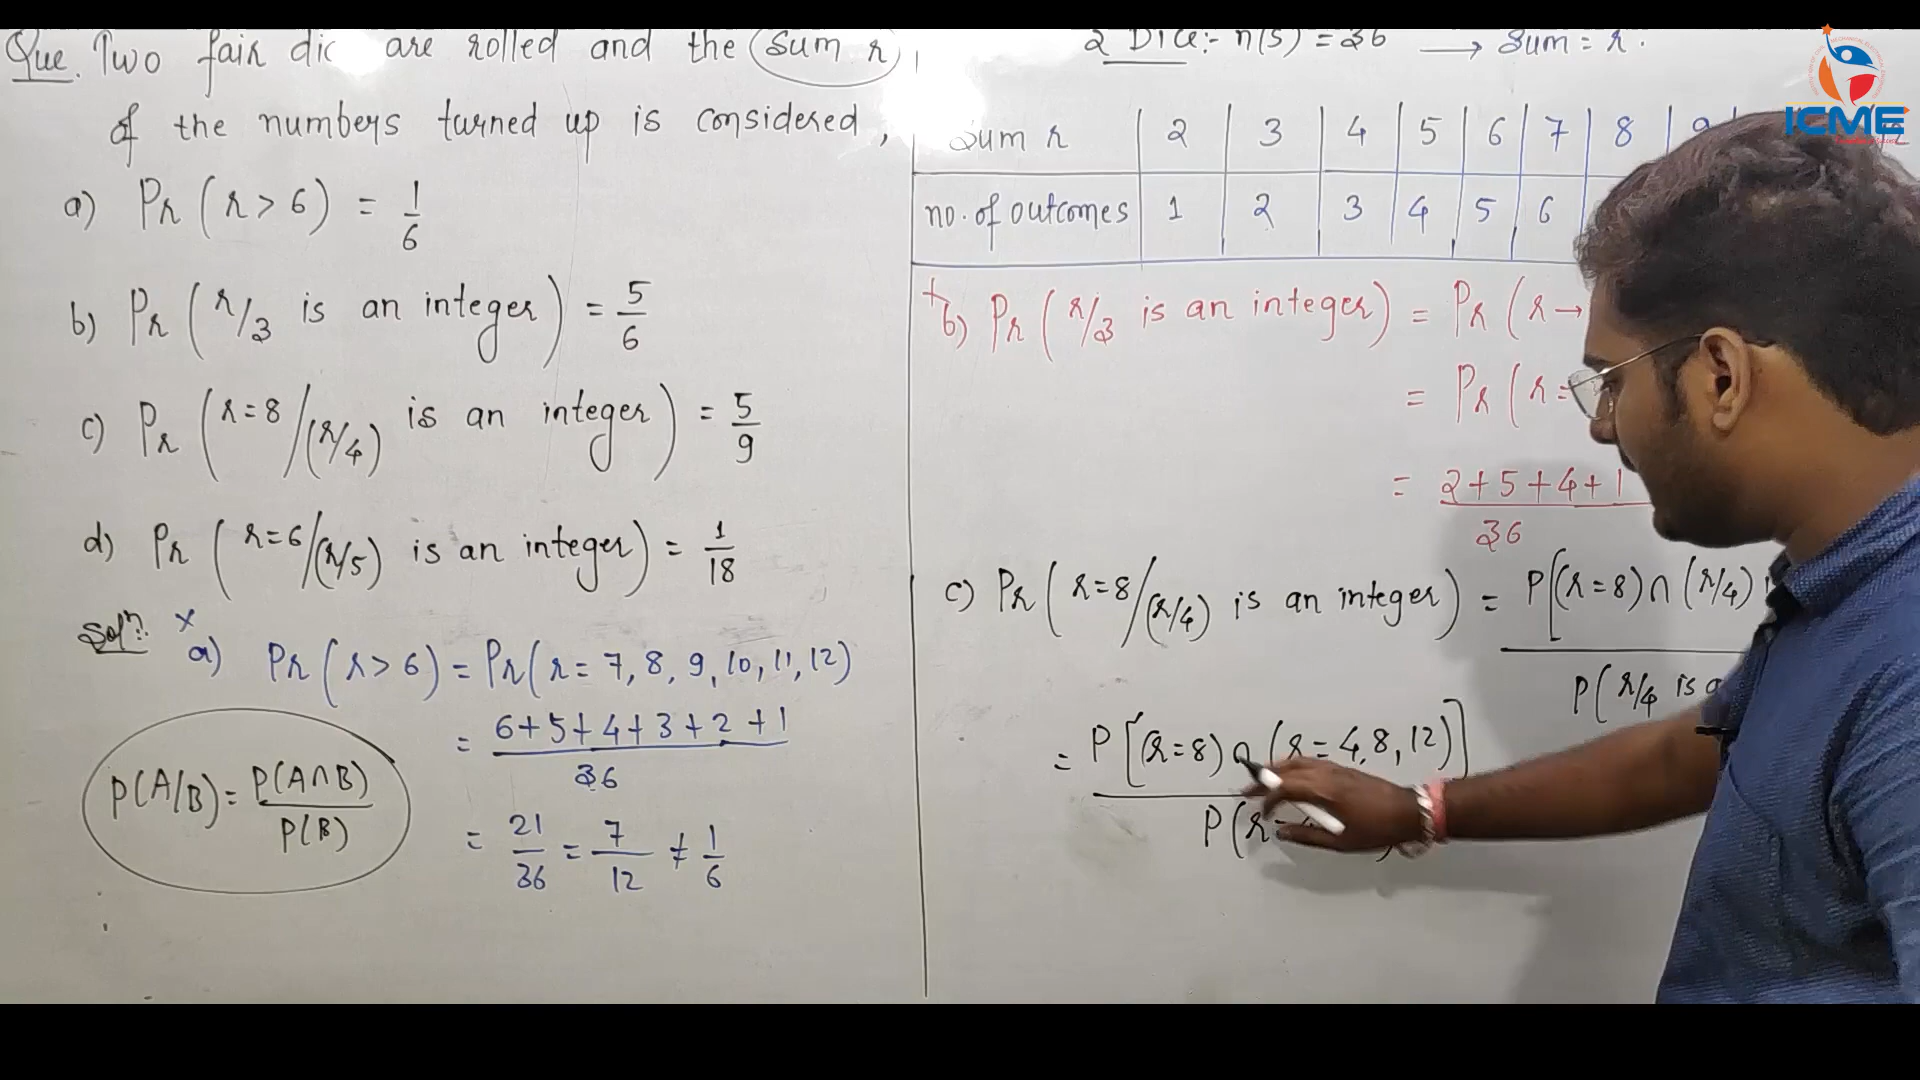 Que. Two fair dic are rolled and the sum r,
of the numbers turned up is considered,
a) Pr (r > 6) = 1/6
b) Pr (r/3 is an integer) = 5/6
c) Pr (r=8/(r/4) is an integer) = 5/9
d) Pr (r=6/(r/5) is an integer) = 1/18
Solⁿ. x
a) Pr (r > 6) = Pr (r = 7, 8, 9, 10, 11, 12)
= 6+5+4+3+2+1 / 36
= 21/36 = 7/12 ≠ 1/6
P(A/B) = P(A∩B) / P(B)
2 Dice:- n(S) = 36 → Sum = r.
Sum r | 2 | 3 | 4 | 5 | 6 | 7 | 8
no. of outcomes | 1 | 2 | 3 | 4 | 5 | 6
b) Pr (r/3 is an integer) = Pr (r →
= Pr (r =
= 2+5+4+1 / 36
c) Pr (r=8/(r/4) is an integer) = P[(r=8)∩(r/4) / P(r/4 is
= P[(r=8)∩(r=4,8,12)] / P(r=
ICME